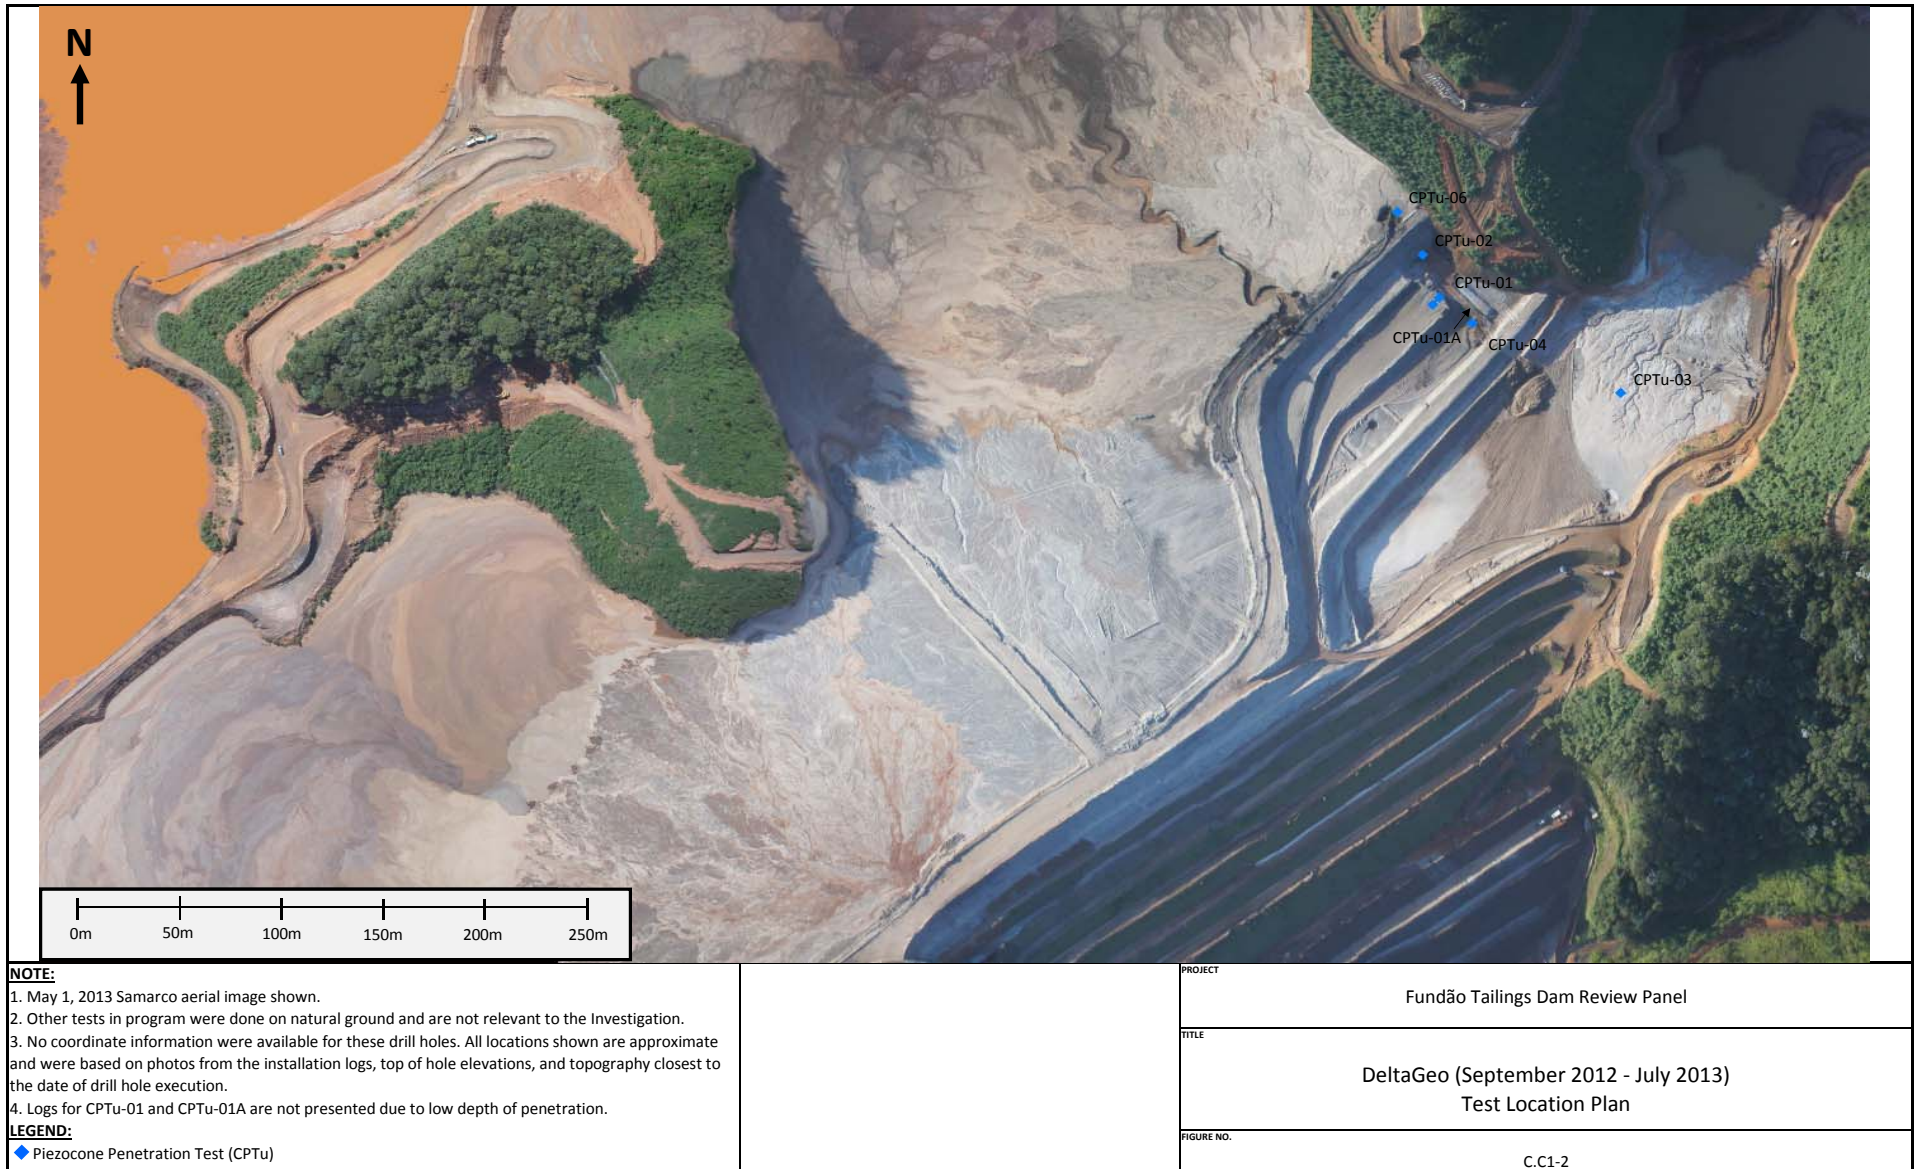 N
CPTu-06
CPTu-02
CPTu-01
CPTu-01A
CPTu-04
CPTu-03
0m 50m 100m 150m 200m 250m
NOTE:
1. May 1, 2013 Samarco aerial image shown.
2. Other tests in program were done on natural ground and are not relevant to the Investigation.
3. No coordinate information were available for these drill holes. All locations shown are approximate
and were based on photos from the installation logs, top of hole elevations, and topography closest to
the date of drill hole execution.
4. Logs for CPTu-01 and CPTu-01A are not presented due to low depth of penetration.
LEGEND:
Piezocone Penetration Test (CPTu)
PROJECT
Fundão Tailings Dam Review Panel
TITLE
DeltaGeo (September 2012 - July 2013)
Test Location Plan
FIGURE NO.
C.C1-2